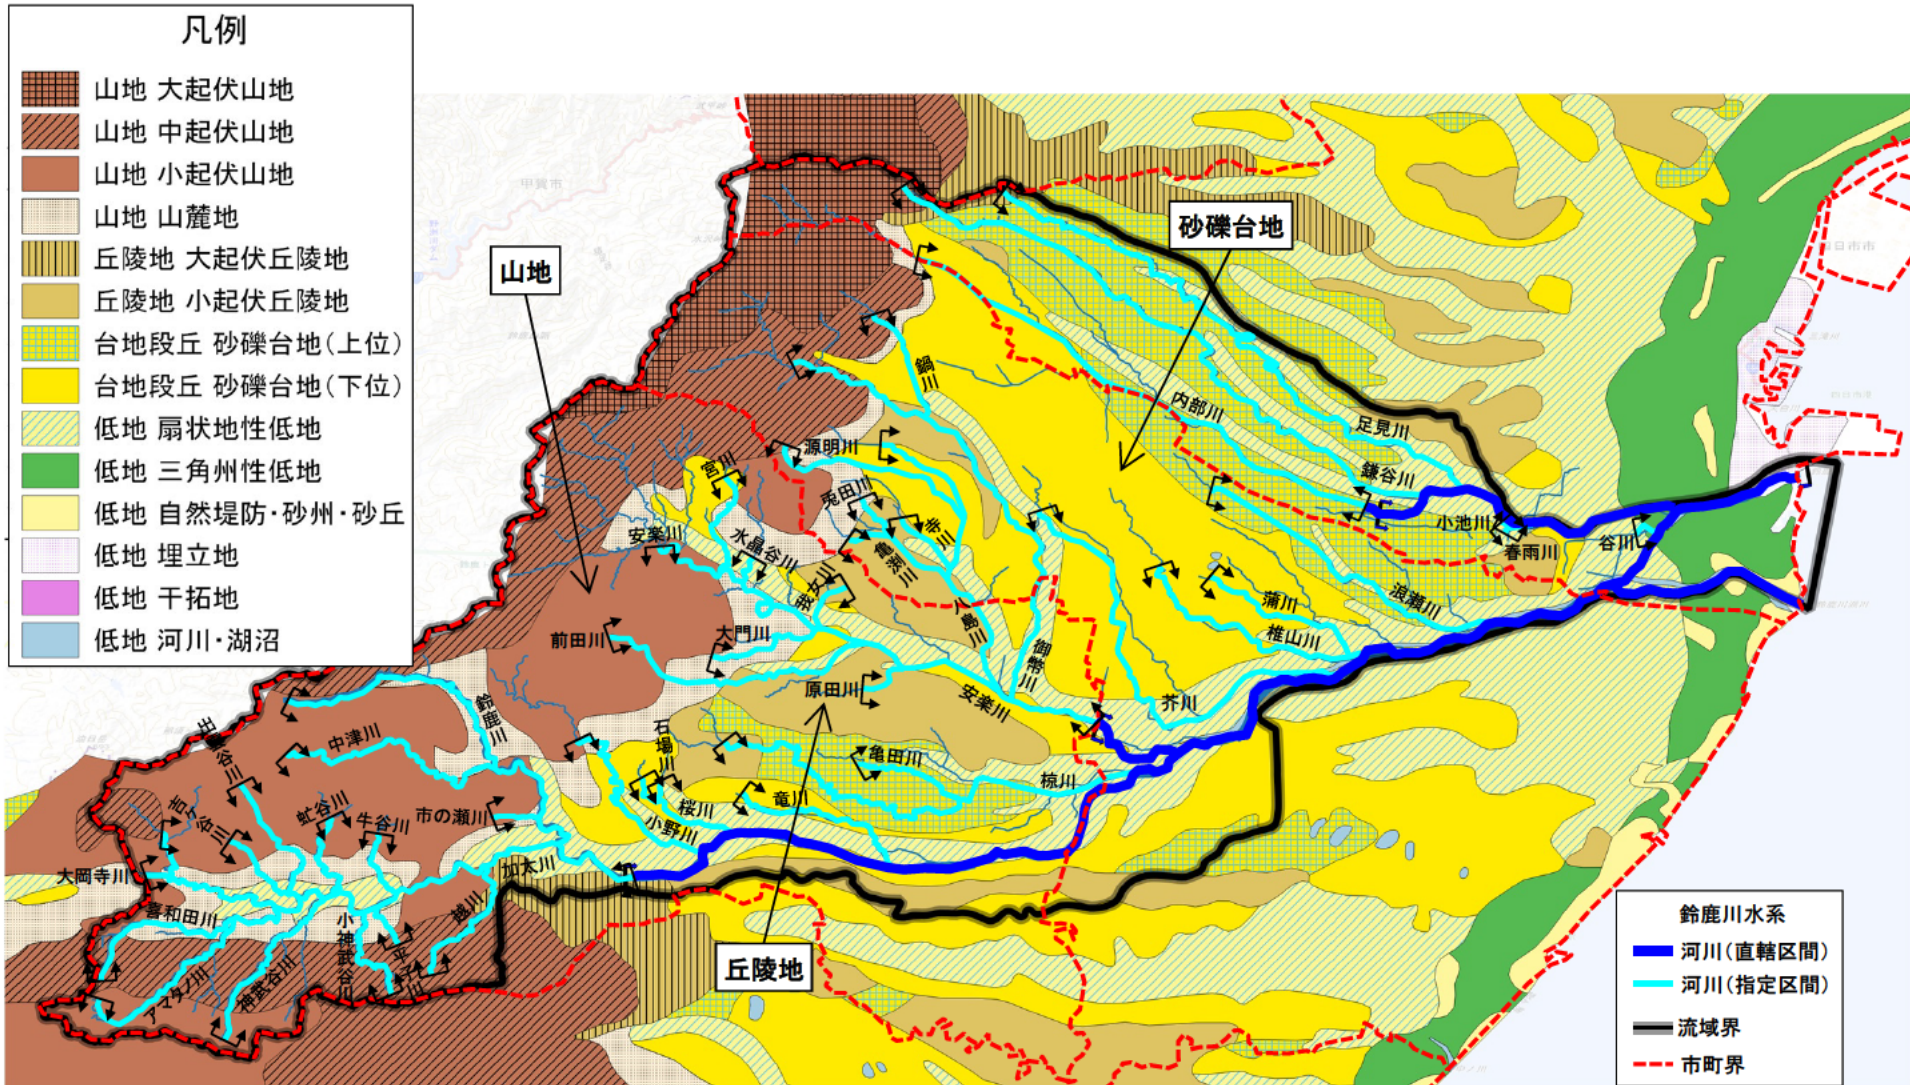 凡例
山地 大起伏山地
山地 中起伏山地
山地 小起伏山地
山地 山麓地
丘陵地 大起伏丘陵地
丘陵地 小起伏丘陵地
台地段丘 砂礫台地(上位)
台地段丘 砂礫台地(下位)
低地 扇状地性低地
低地 三角州性低地
低地 自然堤防・砂州・砂丘
低地 埋立地
低地 干拓地
低地 河川・湖沼
甲賀市
山地
砂礫台地
丘陵地
鍋川
内部川
足見川
鎌谷川
小池川
春雨川
谷川
源明川
宮川
兎田川
寺川
安楽川
水晶谷川
亀渕川
我女川
八島川
御幣川
蒲川
椎山川
浪瀬川
前田川
大門川
原田川
安楽川
芥川
鈴鹿川
中津川
石場川
亀田川
椋川
桜川
竜川
小野川
市の瀬川
虻谷川
牛谷川
大岡寺川
加太川
越川
喜和田川
小神武谷川
アマタノ川
神武谷川
鈴鹿川水系
河川(直轄区間)
河川(指定区間)
流域界
市町界